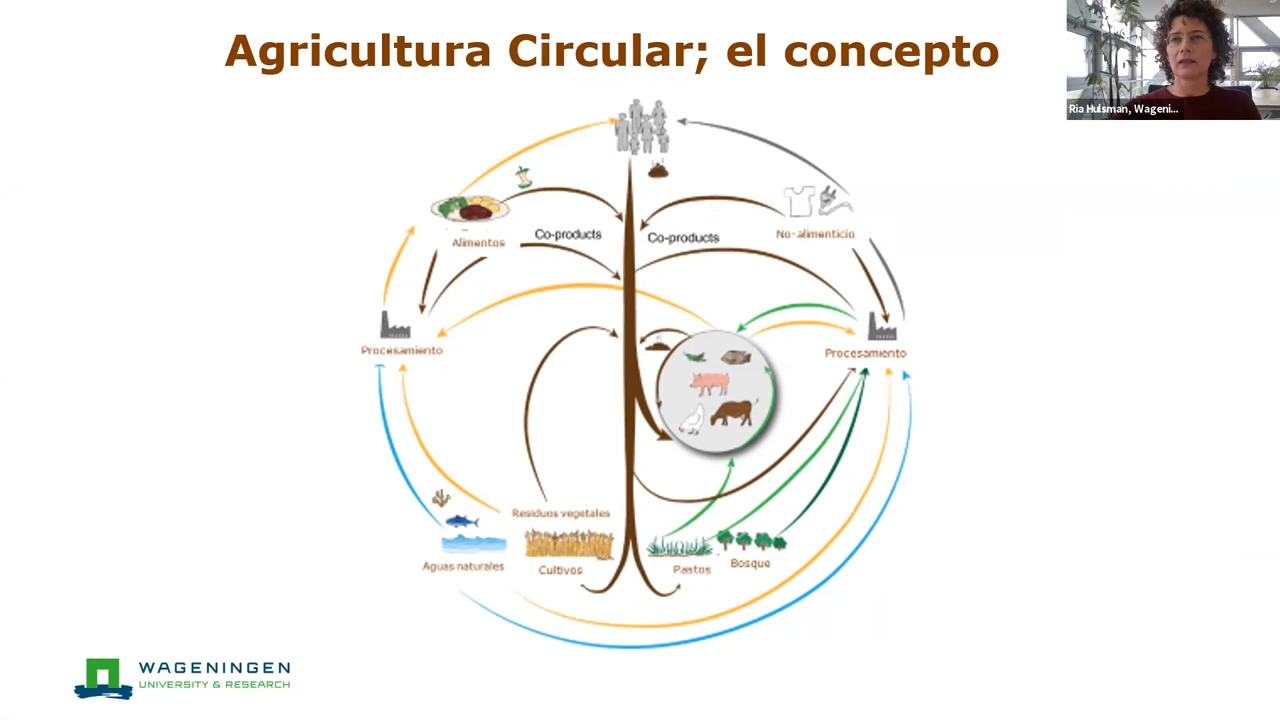 Agricultura Circular; el concepto
Ria Hulsman, Wageni...
Alimentos
Co-products
Co-products
No-alimenticio
Procesamiento
Procesamiento
Residuos vegetales
Aguas naturales
Cultivos
Pastos
Bosque
WAGENINGEN
UNIVERSITY & RESEARCH